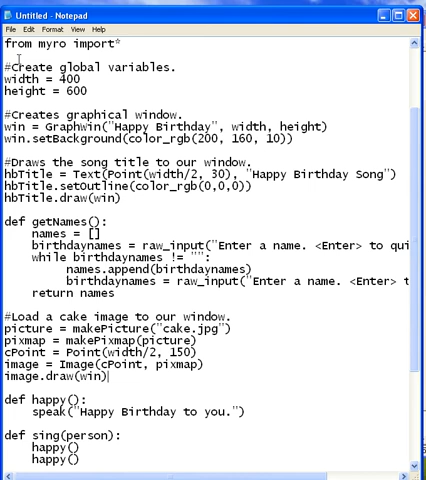 Untitled - Notepad
File Edit Format View Help
from myro import*
#Create global variables.
width = 400
height = 600
#Creates graphical window.
win = GraphWin("Happy Birthday", width, height)
win.setBackground(color_rgb(200, 160, 10))
#Draws the song title to our window.
hbTitle = Text(Point(width/2, 30), "Happy Birthday Song")
hbTitle.setOutline(color_rgb(0,0,0))
hbTitle.draw(win)
def getNames():
    names = []
    birthdaynames = raw_input("Enter a name. <Enter> to qui
    while birthdaynames != "":
        names.append(birthdaynames)
        birthdaynames = raw_input("Enter a name. <Enter> t
    return names
#Load a cake image to our window.
picture = makePicture("cake.jpg")
pixmap = makePixmap(picture)
cPoint = Point(width/2, 150)
image = Image(cPoint, pixmap)
image.draw(win)
def happy():
    speak("Happy Birthday to you.")
def sing(person):
    happy()
    happy()